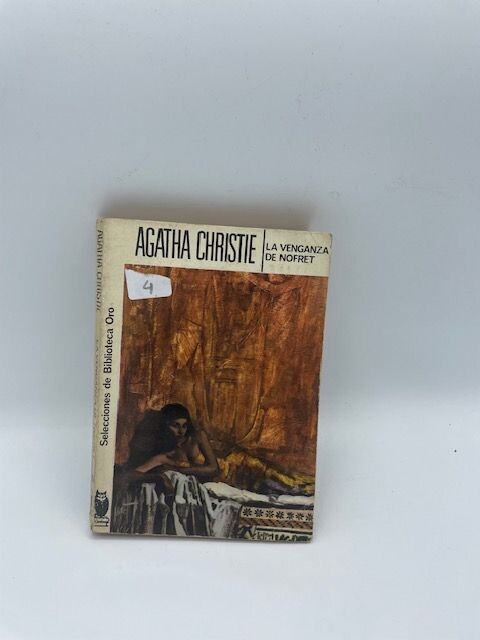 AGATHA CHRISTIE
LA VENGANZA
DE NOFRET
4
Selecciones de Biblioteca Oro
AGATHA CHRISTIE